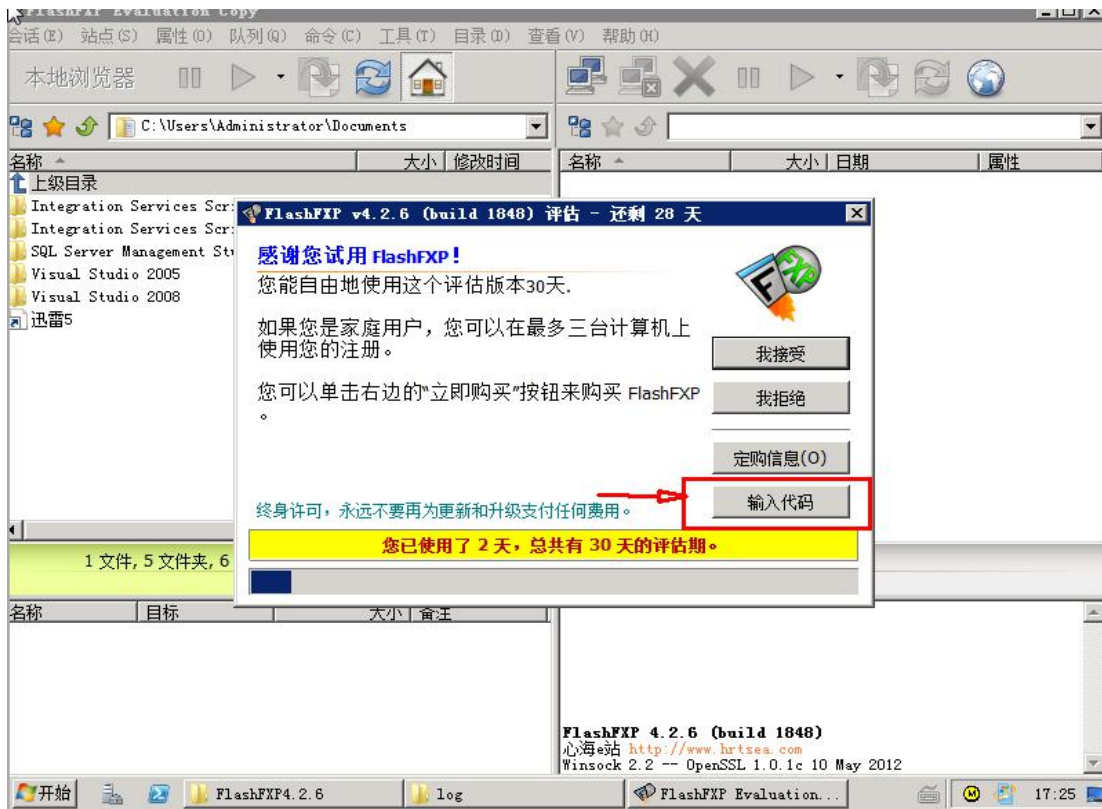 FlashFXP Evaluation Copy
会话(E) 站点(S) 属性(O) 队列(Q) 命令(C) 工具(T) 目录(D) 查看(V) 帮助(H)
本地浏览器
C:\Users\Administrator\Documents
名称 大小 修改时间 名称 大小 日期 属性
上级目录
Integration Services Scr
Integration Services Scr
SQL Server Management Stu
Visual Studio 2005
Visual Studio 2008
迅雷5
FlashFXP v4.2.6 (build 1848) 评估 - 还剩 28 天
感谢您试用 FlashFXP!
您能自由地使用这个评估版本30天.
如果您是家庭用户，您可以在最多三台计算机上
使用您的注册。
您可以单击右边的“立即购买”按钮来购买 FlashFXP
。
FXP
我接受
我拒绝
定购信息(O)
输入代码
终身许可，永远不要再为更新和升级支付任何费用。
您已使用了 2 天，总共有 30 天的评估期。
1 文件, 5 文件夹, 6
名称 目标 大小 备注
FlashFXP 4.2.6 (build 1848)
心海e站 http://www.hrtsea.com
Winsock 2.2 -- OpenSSL 1.0.1c 10 May 2012
开始 FlashFXP4.2.6 log FlashFXP Evaluation... 17:25